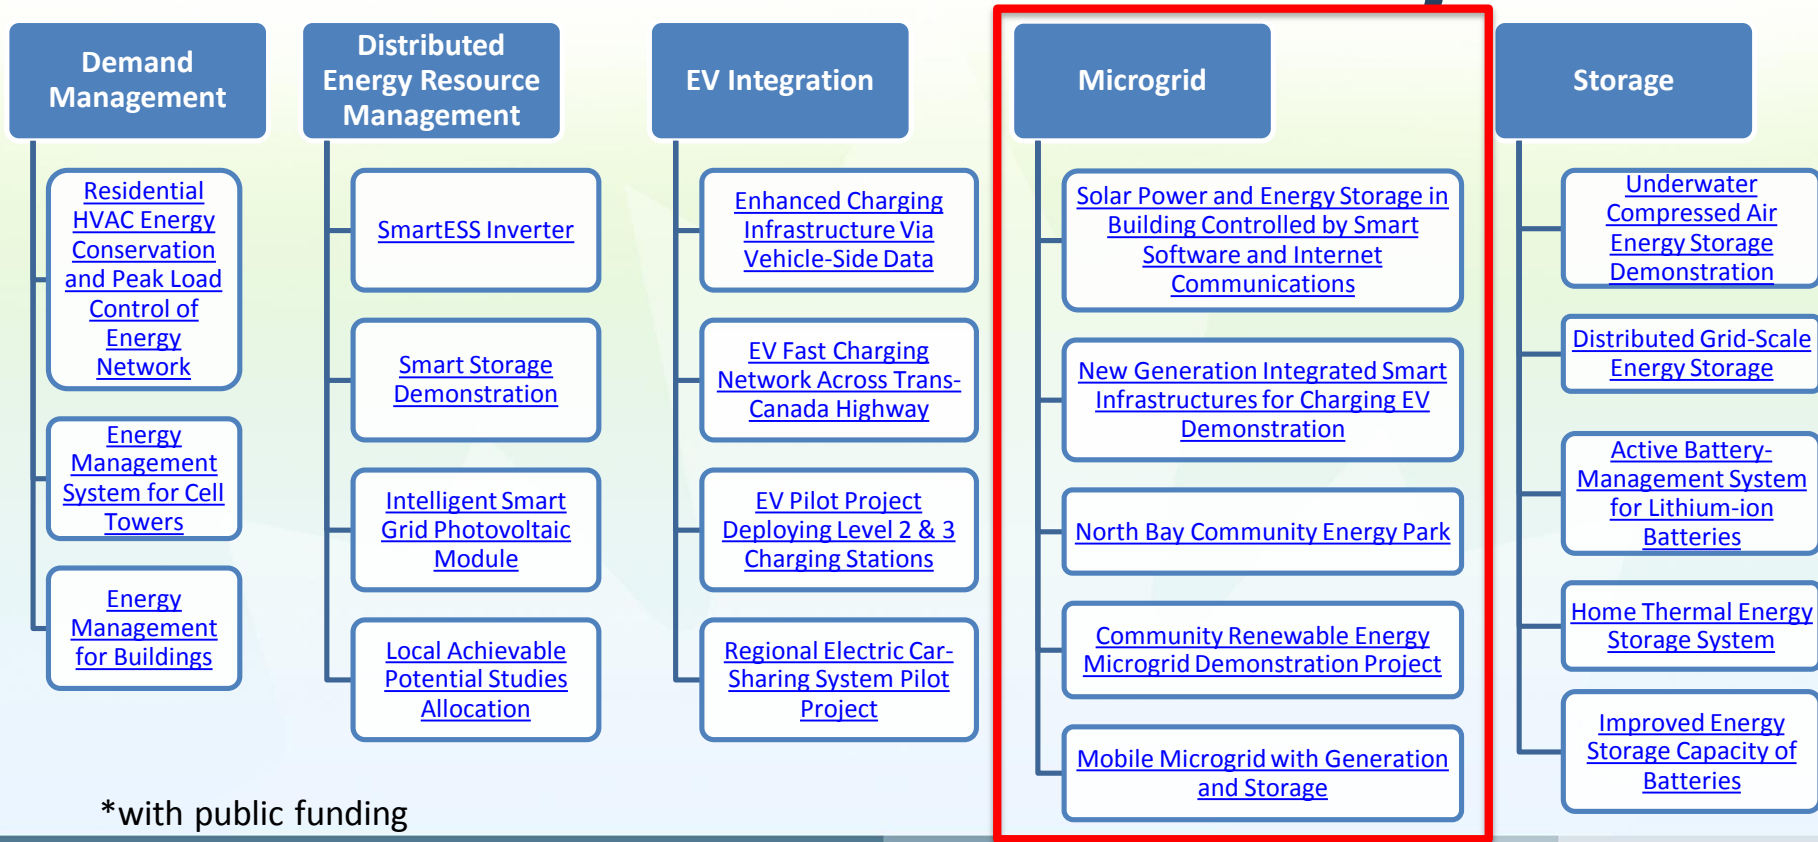 Demand
Management
Residential
HVAC Energy
Conservation
and Peak Load
Control of
Energy
Network
Energy
Management
System for Cell
Towers
Energy
Management
for Buildings
Distributed
Energy Resource
Management
SmartESS Inverter
Smart Storage
Demonstration
Intelligent Smart
Grid Photovoltaic
Module
Local Achievable
Potential Studies
Allocation
EV Integration
Enhanced Charging
Infrastructure Via
Vehicle-Side Data
EV Fast Charging
Network Across Trans-
Canada Highway
EV Pilot Project
Deploying Level 2 & 3
Charging Stations
Regional Electric Car-
Sharing System Pilot
Project
Microgrid
Solar Power and Energy Storage in
Building Controlled by Smart
Software and Internet
Communications
New Generation Integrated Smart
Infrastructures for Charging EV
Demonstration
North Bay Community Energy Park
Community Renewable Energy
Microgrid Demonstration Project
Mobile Microgrid with Generation
and Storage
Storage
Underwater
Compressed Air
Energy Storage
Demonstration
Distributed Grid-Scale
Energy Storage
Active Battery-
Management System
for Lithium-ion
Batteries
Home Thermal Energy
Storage System
Improved Energy
Storage Capacity of
Batteries
*with public funding